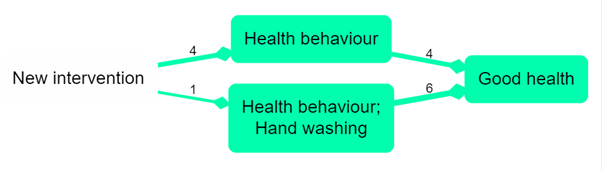 Health behaviour
4
4
New intervention
Good health
1
6
Health behaviour;
Hand washing